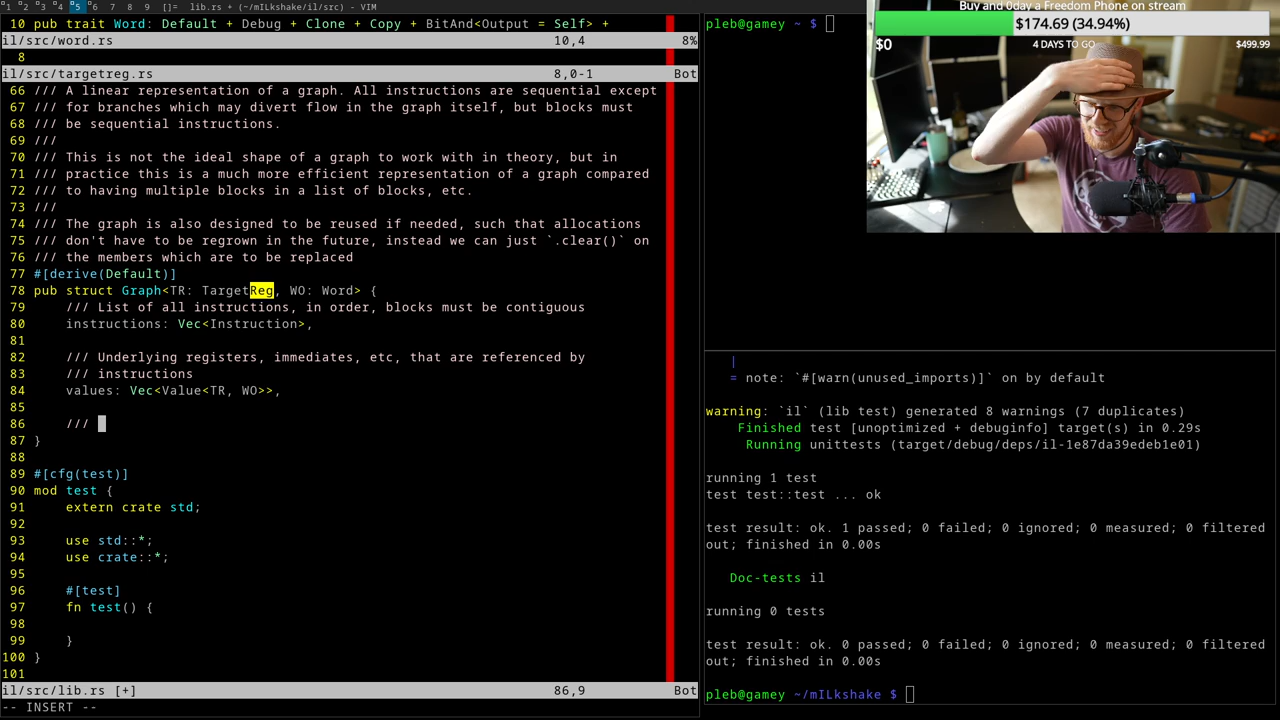 1 2 3 4 5 6 7 8 9 []= lib.rs + (~/mILkshake/il/src) - VIM
10 pub trait Word: Default + Debug + Clone + Copy + BitAnd<Output = Self> +
il/src/word.rs 10,4 8%
8
il/src/targetreg.rs 8,0-1 Bot
66 /// A linear representation of a graph. All instructions are sequential except
67 /// for branches which may divert flow in the graph itself, but blocks must
68 /// be sequential instructions.
69 ///
70 /// This is not the ideal shape of a graph to work with in theory, but in
71 /// practice this is a much more efficient representation of a graph compared
72 /// to having multiple blocks in a list of blocks, etc.
73 ///
74 /// The graph is also designed to be reused if needed, such that allocations
75 /// don't have to be regrown in the future, instead we can just `.clear()` on
76 /// the members which are to be replaced
77 #[derive(Default)]
78 pub struct Graph<TR: TargetReg, WO: Word> {
79 /// List of all instructions, in order, blocks must be contiguous
80 instructions: Vec<Instruction>,
81
82 /// Underlying registers, immediates, etc, that are referenced by
83 /// instructions
84 values: Vec<Value<TR, WO>>,
85
86 ///
87 }
88
89 #[cfg(test)]
90 mod test {
91 extern crate std;
92
93 use std::*;
94 use crate::*;
95
96 #[test]
97 fn test() {
98
99 }
100 }
101
il/src/lib.rs [+] 86,9 Bot
-- INSERT --
pleb@gamey ~ $
Buy and 0day a Freedom Phone on stream
$174.69 (34.94%)
$0 4 DAYS TO GO $499.99
|
= note: `#[warn(unused_imports)]` on by default
warning: `il` (lib test) generated 8 warnings (7 duplicates)
Finished test [unoptimized + debuginfo] target(s) in 0.29s
Running unittests (target/debug/deps/il-1e87da39edeb1e01)
running 1 test
test test::test ... ok
test result: ok. 1 passed; 0 failed; 0 ignored; 0 measured; 0 filtered
out; finished in 0.00s
Doc-tests il
running 0 tests
test result: ok. 0 passed; 0 failed; 0 ignored; 0 measured; 0 filtered
out; finished in 0.00s
pleb@gamey ~/mILkshake $